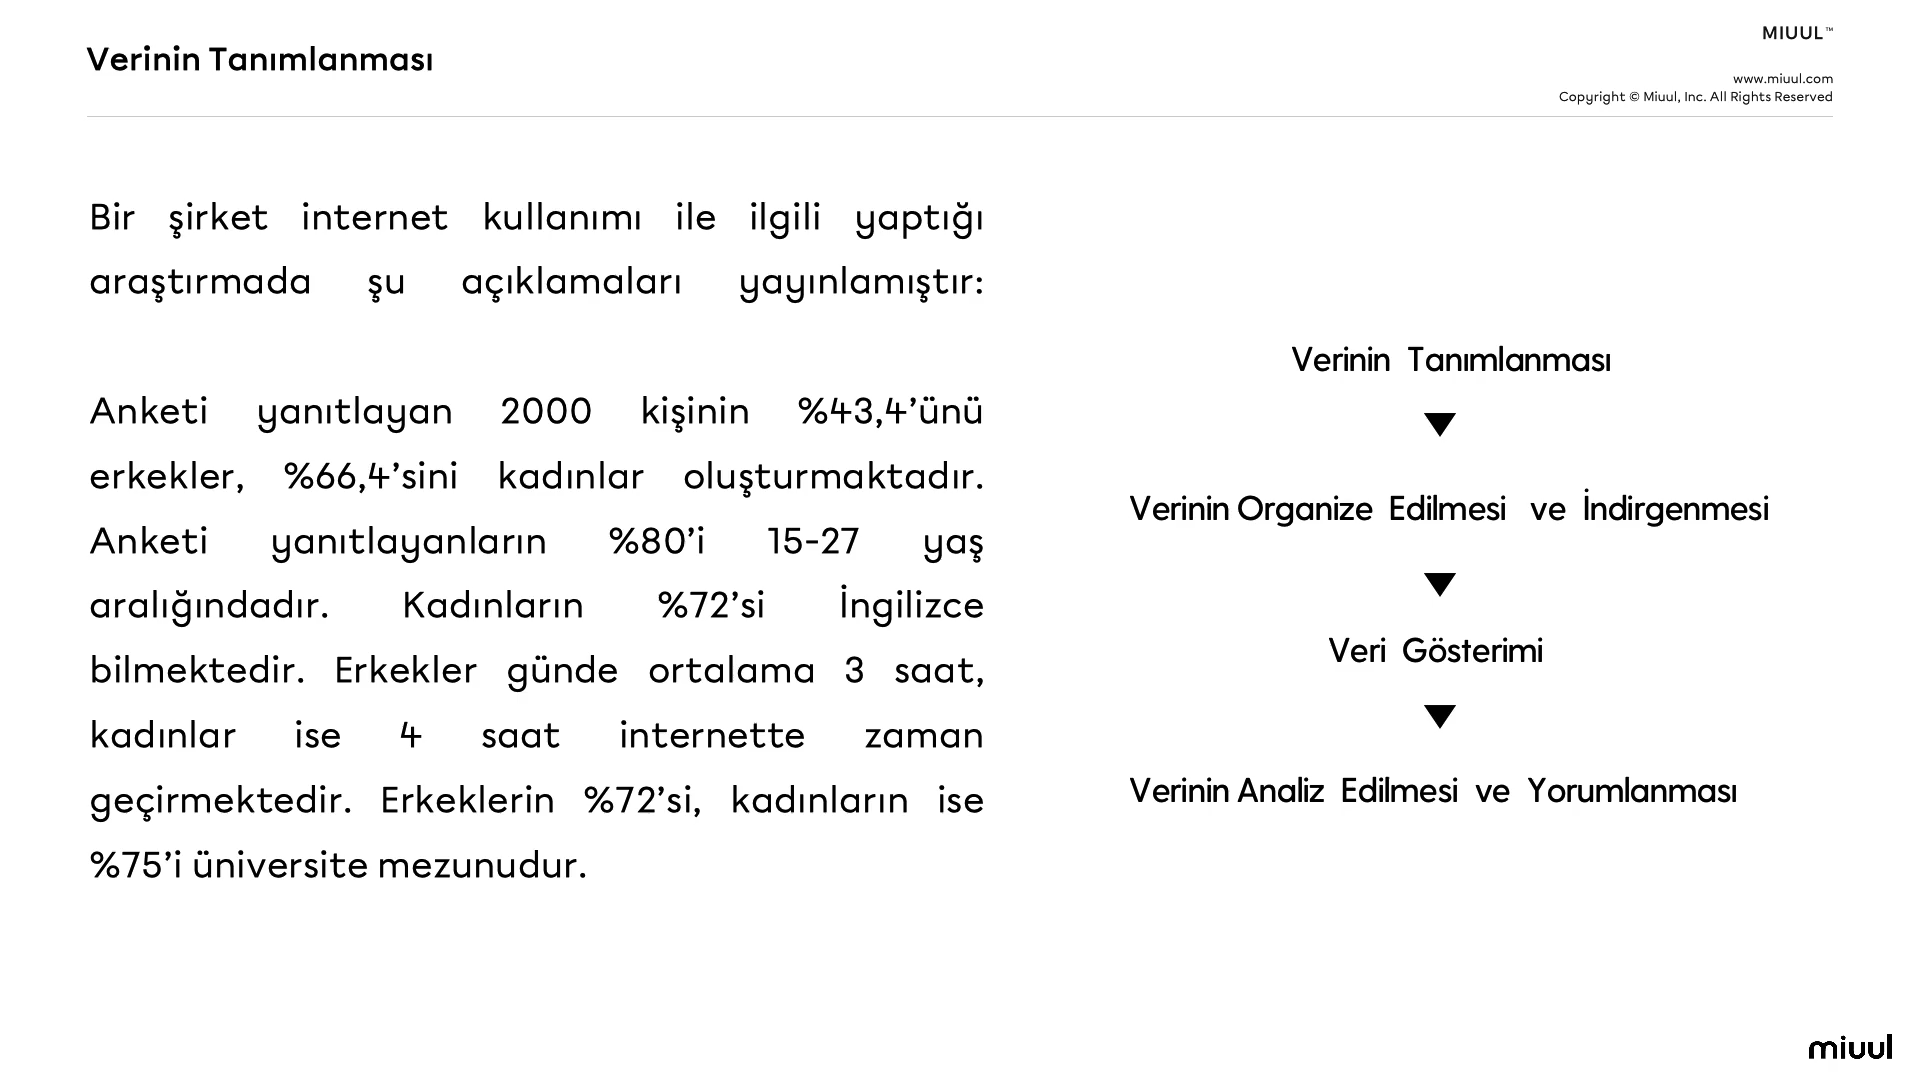 Verinin Tanımlanması
MIUUL™
www.miuul.com
Copyright © Miuul, Inc. All Rights Reserved
Bir şirket internet kullanımı ile ilgili yaptığı
araştırmada şu açıklamaları yayınlamıştır:
Anketi yanıtlayan 2000 kişinin %43,4’ünü
erkekler, %66,4’sini kadınlar oluşturmaktadır.
Anketi yanıtlayanların %80’i 15-27 yaş
aralığındadır. Kadınların %72’si İngilizce
bilmektedir. Erkekler günde ortalama 3 saat,
kadınlar ise 4 saat internette zaman
geçirmektedir. Erkeklerin %72’si, kadınların ise
%75’i üniversite mezunudur.
Verinin Tanımlanması
Verinin Organize Edilmesi ve İndirgenmesi
Veri Gösterimi
Verinin Analiz Edilmesi ve Yorumlanması
miuul